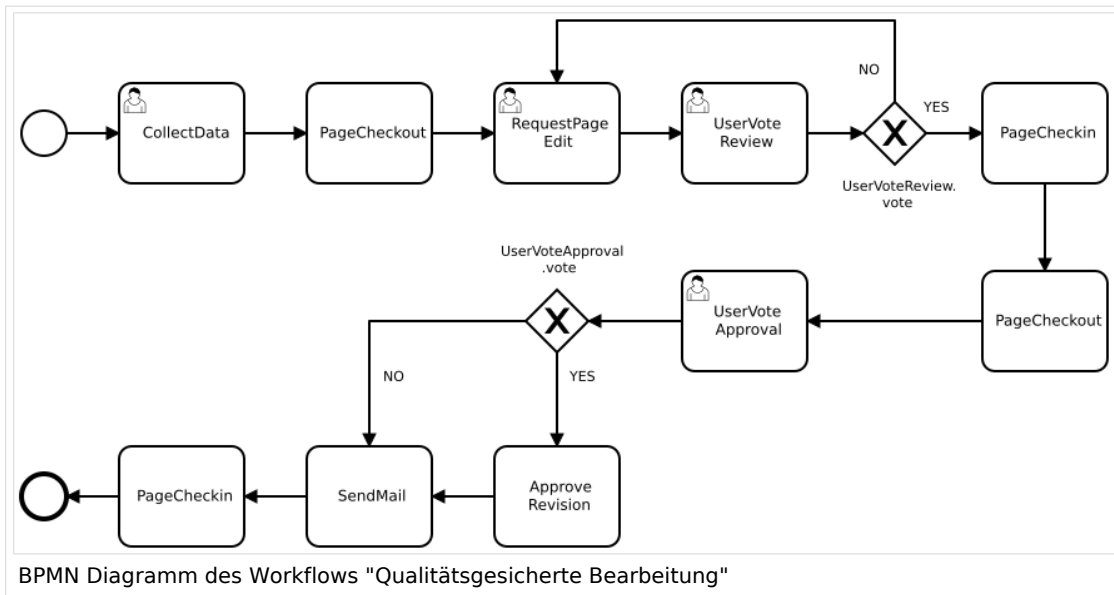 NO
CollectData
PageCheckout
RequestPage
Edit
UserVote
Review
X
YES
PageCheckin
UserVoteReview.
vote
UserVoteApproval
.vote
X
UserVote
Approval
PageCheckout
NO
YES
PageCheckin
SendMail
Approve
Revision
BPMN Diagramm des Workflows "Qualitätsgesicherte Bearbeitung"